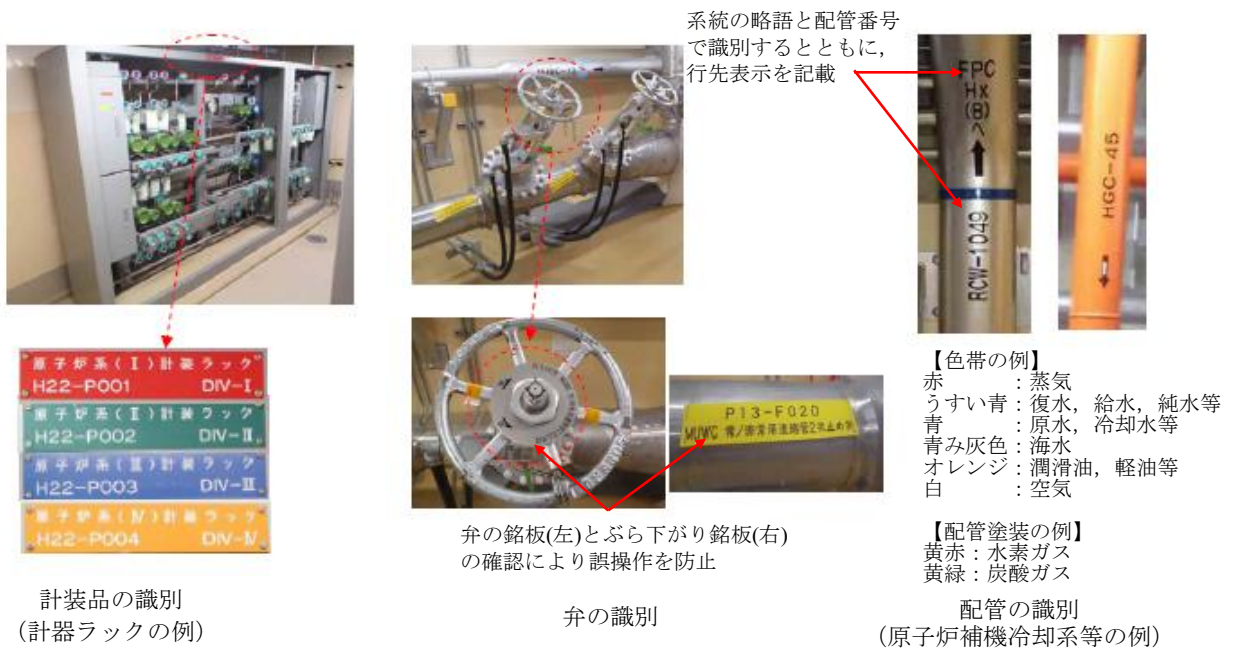 系統の略語と配管番号
で識別するとともに，
行先表示を記載
FPC
Hx
(B)へ
RCW-1049
HGC-45
原子炉系(Ⅰ)計装ラック
H22-P001 DIV-Ⅰ
原子炉系(Ⅱ)計装ラック
H22-P002 DIV-Ⅱ
原子炉系(Ⅲ)計装ラック
H22-P003 DIV-Ⅲ
原子炉系(Ⅳ)計装ラック
H22-P004 DIV-Ⅳ
P13-F020
MUWC
弁の銘板(左)とぶら下がり銘板(右)
の確認により誤操作を防止
【色帯の例】
赤　　　：蒸気
うすい青：復水，給水，純水等
青　　　：原水，冷却水等
青み灰色：海水
オレンジ：潤滑油，軽油等
白　　　：空気
【配管塗装の例】
黄赤：水素ガス
黄緑：炭酸ガス
計装品の識別
（計器ラックの例）
弁の識別
配管の識別
（原子炉補機冷却系等の例）